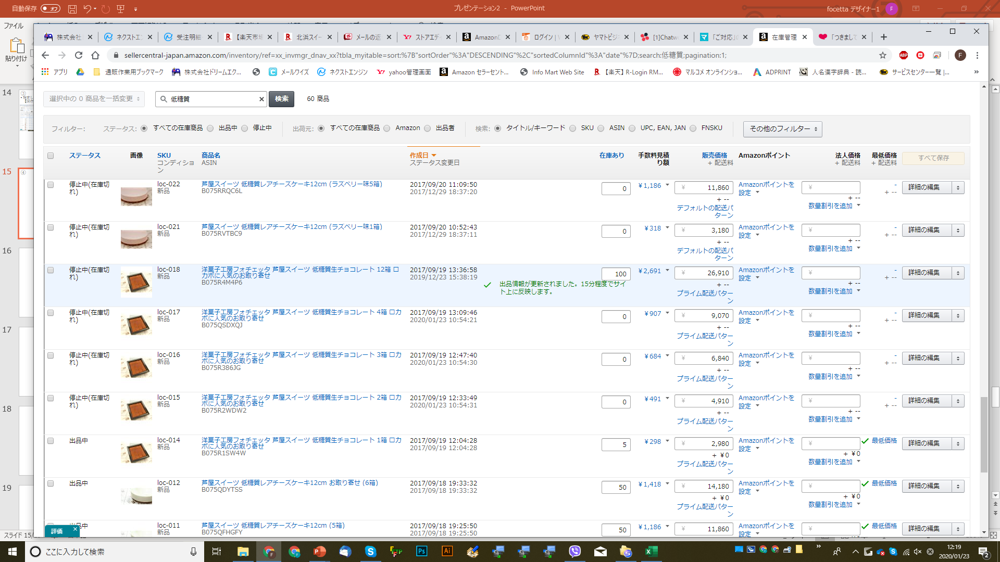 自動保存 オフ
プレゼンテーション2 - PowerPoint
focetta デザイナー1 F
ファイル
貼り付け
株式会社
ネクストエン
受注明細
【楽天市場
北浜スイー
メールの返
ストアエディ
AmazonD
ログイン | V
ヤマトビジネ
[1]Chatw
「ご対応」の
在庫管理
「つきまして
sellercentral-japan.amazon.com/inventory/ref=xx_invmgr_dnav_xx?tbla_myitable=sort:%7B"sortOrder"%3A"DESCENDING"%2C"sortedColumnId"%3A"date"%7D;search:低糖質;pagination:1;
ABP
F
アプリ
通販作業用ブックマーク
株式会社ドリームエク...
メールワイズ
ネクストエンジン
yahoo管理画面
Amazon セラーセント...
Info Mart Web Site
【楽天】R-Login RM...
マルコメ オンラインショ...
ADPRINT
人名漢字辞典 - 読...
サービスセンター一覧 |...
»
選択中の 0 商品を一括変更
低糖質
検索
60 商品
フィルター:
ステータス: すべての在庫商品 出品中 停止中
出荷元: すべての在庫商品 Amazon 出品者
検索: タイトル/キーワード SKU ASIN UPC, EAN, JAN FNSKU
その他のフィルター
ステータス
画像
SKU
コンディショ
ン
商品名
ASIN
作成日
ステータス変更日
在庫あり
手数料見積
り額
販売価格
+ 配送料
Amazonポイント
法人価格
+ 配送料
最低価格
+ 配送料
すべて保存
停止中(在庫切
れ)
loc-022
新品
芦屋スイーツ 低糖質レアチーズケーキ12cm (ラズベリー味5箱)
B075RRQC6L
2017/09/20 11:09:50
2017/12/29 18:37:20
0
¥1,186
¥ 11,860
+ --
デフォルトの配送パ
ターン
Amazonポイントを
設定
¥
+ --
数量割引を追加
-
+ --
詳細の編集
停止中(在庫切
れ)
loc-021
新品
芦屋スイーツ 低糖質レアチーズケーキ12cm (ラズベリー味1箱)
B075RVTBC9
2017/09/20 10:52:43
2017/12/29 18:37:11
0
¥318
¥ 3,180
+ --
デフォルトの配送パ
ターン
Amazonポイントを
設定
¥
+ --
数量割引を追加
-
+ --
詳細の編集
停止中(在庫切
れ)
loc-018
新品
洋菓子工房フォチェッタ 芦屋スイーツ 低糖質生チョコレート 12箱 ロ
カボに人気のお取り寄せ
B075R4M4P6
2017/09/19 13:36:58
2019/12/23 15:38:19
出品情報が更新されました。15分程度でサイ
ト上に反映します。
100
¥2,691
¥ 26,910
+ --
プライム配送パター
ン
Amazonポイントを
設定
¥
+ --
数量割引を追加
-
+ --
詳細の編集
停止中(在庫切
れ)
loc-017
新品
洋菓子工房フォチェッタ 芦屋スイーツ 低糖質生チョコレート 4箱 ロカ
ボに人気のお取り寄せ
B075QSDXQJ
2017/09/19 13:09:46
2020/01/23 10:54:21
0
¥907
¥ 9,070
+ --
プライム配送パター
ン
Amazonポイントを
設定
¥
+ --
数量割引を追加
-
+ --
詳細の編集
停止中(在庫切
れ)
loc-016
新品
洋菓子工房フォチェッタ 芦屋スイーツ 低糖質生チョコレート 3箱 ロカ
ボに人気のお取り寄せ
B075R386JG
2017/09/19 12:47:40
2020/01/23 10:54:30
0
¥684
¥ 6,840
+ --
プライム配送パター
ン
Amazonポイントを
設定
¥
+ --
数量割引を追加
-
+ --
詳細の編集
停止中(在庫切
れ)
loc-015
新品
洋菓子工房フォチェッタ 芦屋スイーツ 低糖質生チョコレート 2箱 ロカ
ボに人気のお取り寄せ
B075R2WDW2
2017/09/19 12:33:49
2020/01/23 10:54:31
0
¥491
¥ 4,910
+ --
プライム配送パター
ン
Amazonポイントを
設定
¥
+ --
数量割引を追加
-
+ --
詳細の編集
出品中
loc-014
新品
洋菓子工房フォチェッタ 芦屋スイーツ 低糖質生チョコレート 1箱 ロカ
ボに人気のお取り寄せ
B075R1SW4W
2017/09/19 12:04:28
2017/09/19 12:04:28
5
¥298
¥ 2,980
+ ¥0
プライム配送パター
ン
Amazonポイントを
設定
¥
+ ¥0
数量割引を追加
最低価格
詳細の編集
出品中
loc-012
新品
芦屋スイーツ 低糖質レアチーズケーキ12cm お取り寄せ (6箱)
B075QDYTSS
2017/09/18 19:33:32
2017/09/18 19:33:32
50
¥1,418
¥ 14,180
+ ¥0
プライム配送パター
ン
Amazonポイントを
設定
¥
+ ¥0
数量割引を追加
最低価格
詳細の編集
出品中
loc-011
新品
芦屋スイーツ 低糖質レアチーズケーキ12cm (5箱)
B075QFHGFY
2017/09/18 19:25:50
2017/09/18 19:25:50
50
¥1,186
¥ 11,860
Amazonポイントを
設定
¥
最低価格
詳細の編集
評価
14
15
16
17
18
19
スライド 15/
ここに入力して検索
12:19
2020/01/23
2